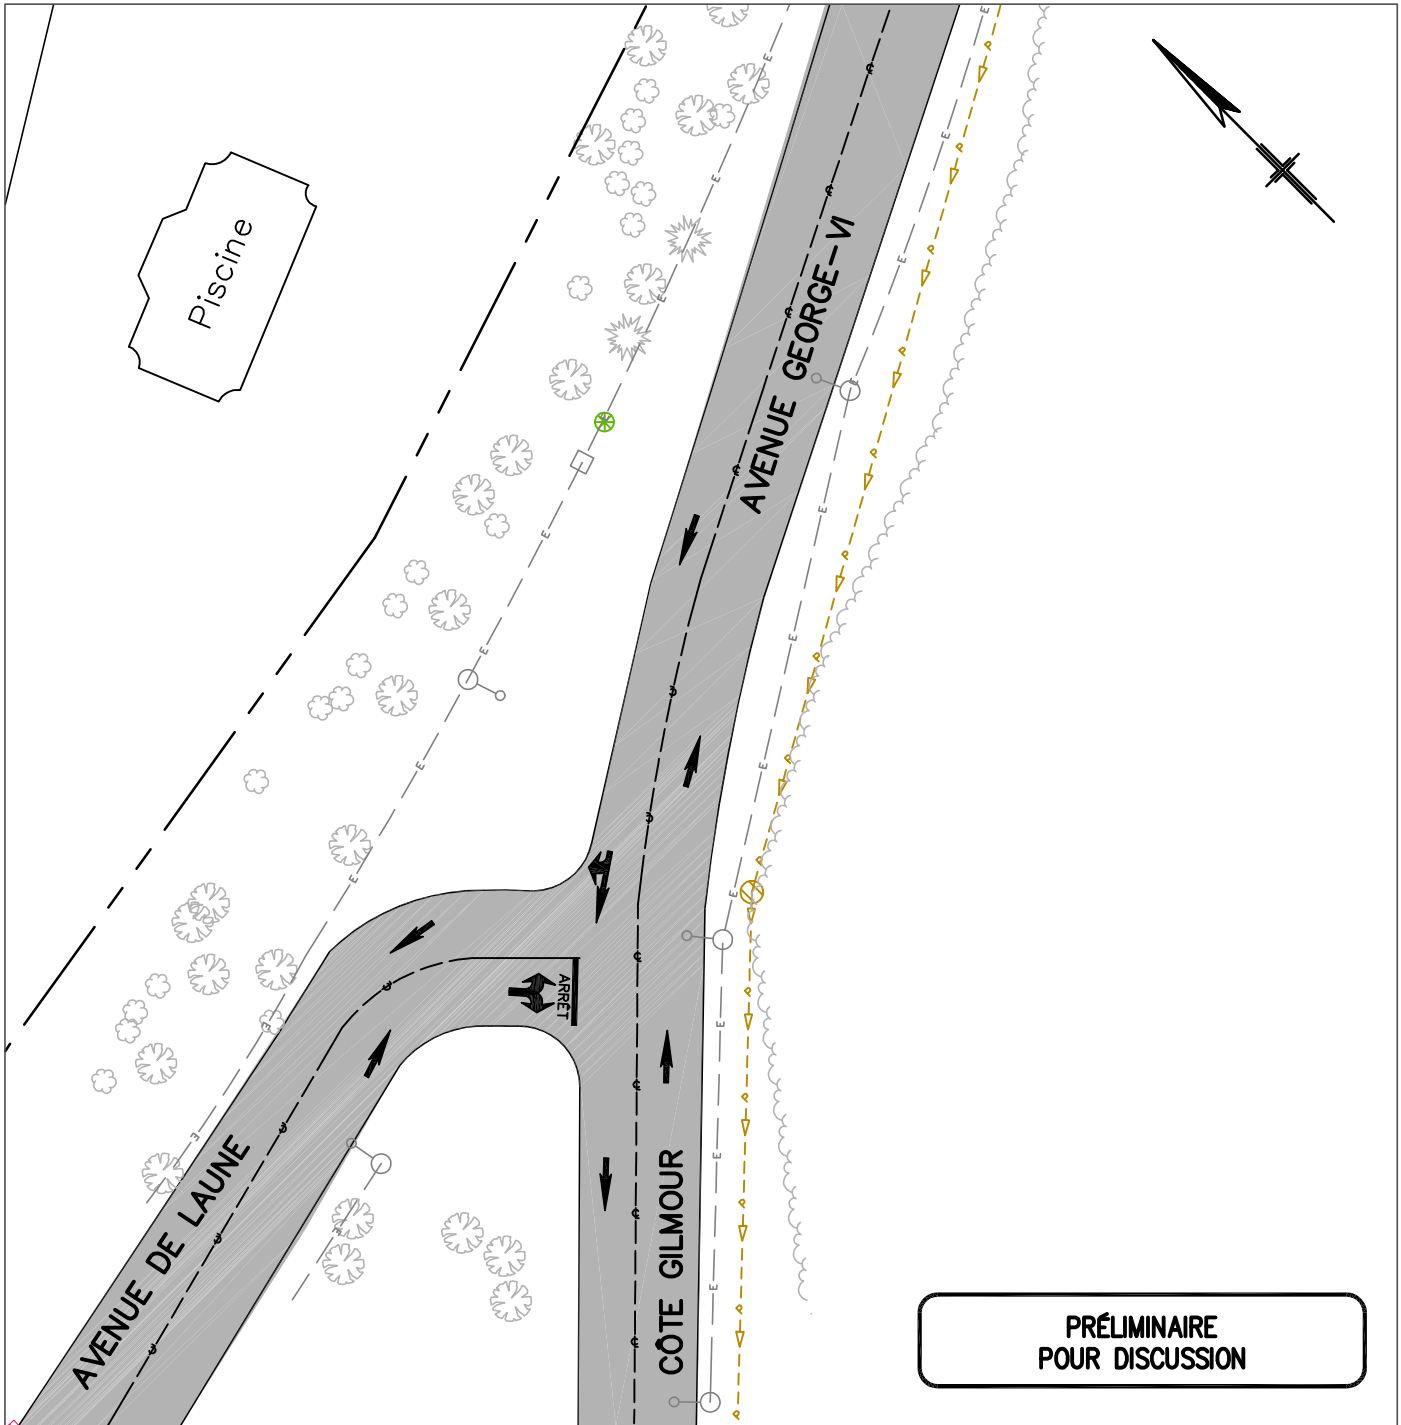 Piscine
AVENUE GEORGE-VI
ARRÊT
AVENUE DE LAUNE
CÔTE GILMOUR
PRÉLIMINAIRE
POUR DISCUSSION